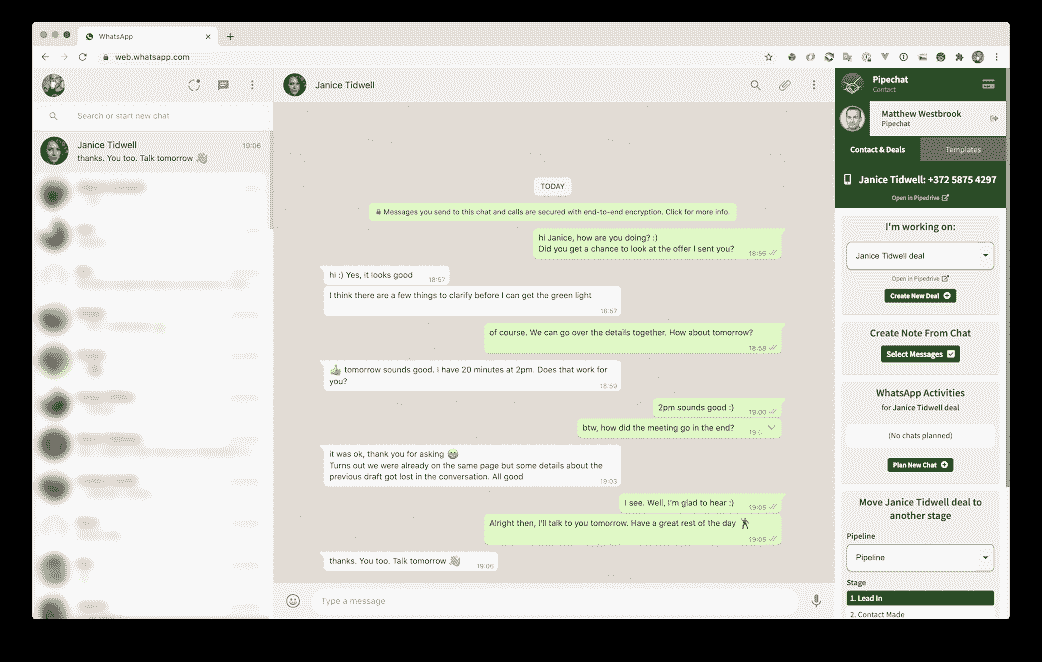 WhatsApp
web.whatsapp.com
Search or start new chat
Janice Tidwell
19:06
thanks. You too. Talk tomorrow 👋
Janice Tidwell
TODAY
Messages you send to this chat and calls are secured with end-to-end encryption. Click for more info.
hi Janice, how are you doing? :)
Did you get a chance to look at the offer I sent you?
18:56
hi :) Yes, it looks good
18:57
I think there are a few things to clarify before I can get the green light
18:57
of course. We can go over the details together. How about tomorrow?
18:58
👍 tomorrow sounds good. I have 20 minutes at 2pm. Does that work for
you?
18:59
2pm sounds good :)
19:00
btw, how did the meeting go in the end?
it was ok, thank you for asking
Turns out we were already on the same page but some details about the
previous draft got lost in the conversation. All good
19:03
I see. Well, I'm glad to hear :)
19:05
Alright then, I'll talk to you tomorrow. Have a great rest of the day
19:05
thanks. You too. Talk tomorrow 👋
19:06
Type a message
Pipechat
Contact
Matthew Westbrook
Pipechat
Contact & Deals
Templates
Janice Tidwell: +372 5875 4297
Open in Pipedrive
I'm working on:
Janice Tidwell deal
Open in Pipedrive
Create New Deal
Create Note From Chat
Select Messages
WhatsApp Activities
for Janice Tidwell deal
(No chats planned)
Plan New Chat
Move Janice Tidwell deal to
another stage
Pipeline
Pipeline
Stage
1. Lead In
2. Contact Made